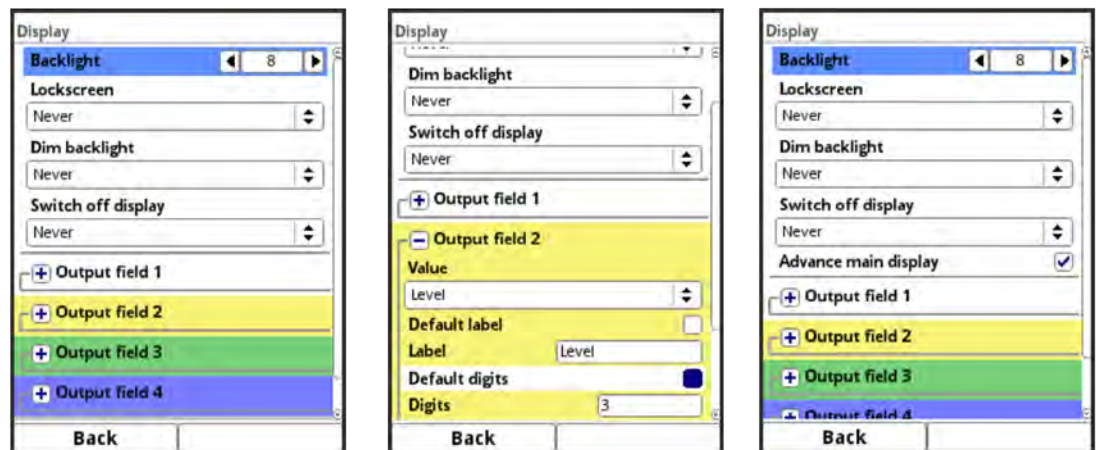 Display
Backlight 8
Lockscreen
Never
Dim backlight
Never
Switch off display
Never
Output field 1
Output field 2
Output field 3
Output field 4
Back
Display
Dim backlight
Never
Switch off display
Never
Output field 1
Output field 2
Value
Level
Default label
Label Level
Default digits
Digits 3
Back
Display
Backlight 8
Lockscreen
Never
Dim backlight
Never
Switch off display
Never
Advance main display
Output field 1
Output field 2
Output field 3
Output field 4
Back